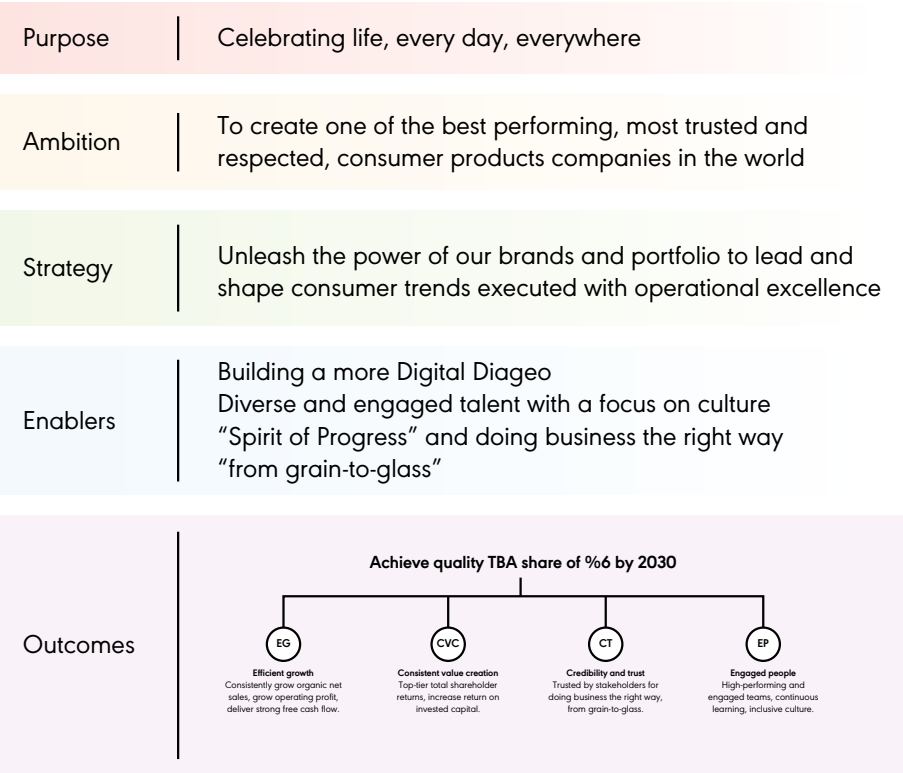 Purpose
Celebrating life, every day, everywhere
Ambition
To create one of the best performing, most trusted and
respected, consumer products companies in the world
Strategy
Unleash the power of our brands and portfolio to lead and
shape consumer trends executed with operational excellence
Enablers
Building a more Digital Diageo
Diverse and engaged talent with a focus on culture
“Spirit of Progress” and doing business the right way
“from grain-to-glass”
Outcomes
Achieve quality TBA share of %6 by 2030
EG
Efficient growth
Consistently grow organic net
sales, grow operating profit,
deliver strong free cash flow.
CVC
Consistent value creation
Top-tier total shareholder
returns, increase return on
invested capital.
CT
Credibility and trust
Trusted by stakeholders for
doing business the right way,
from grain-to-glass.
EP
Engaged people
High-performing and
engaged teams, continuous
learning, inclusive culture.